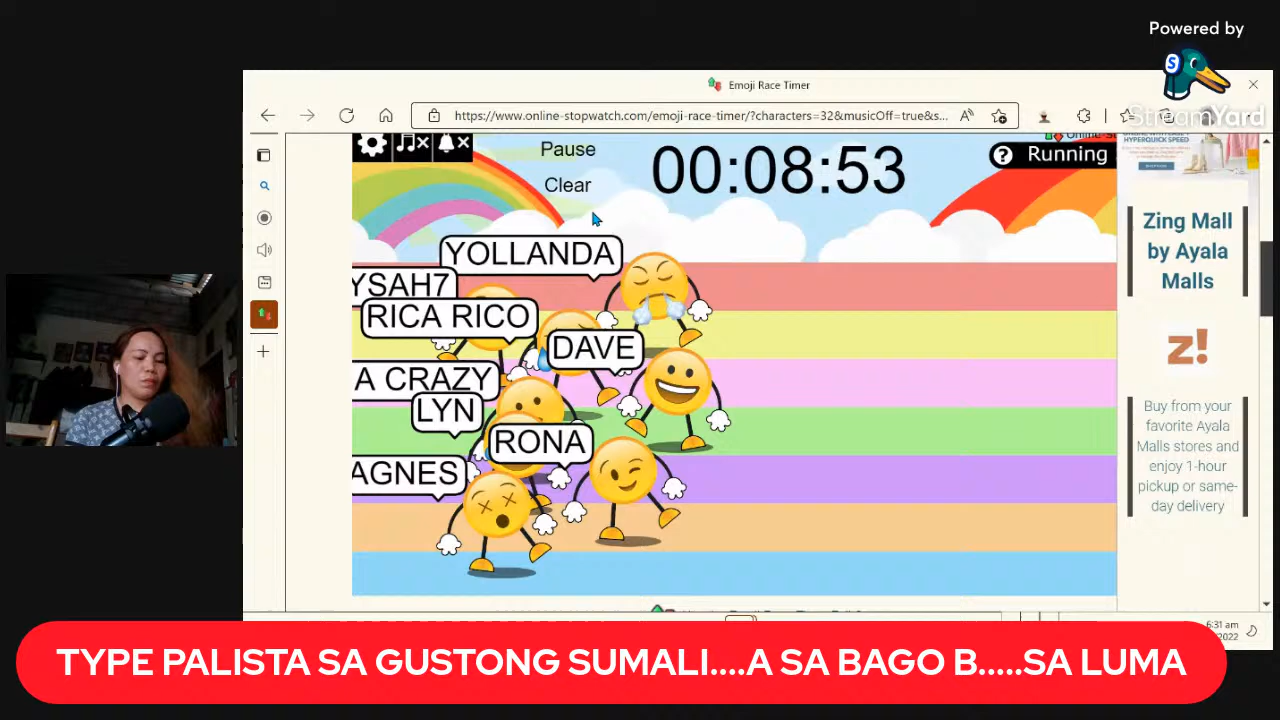 Powered by
StreamYard
Emoji Race Timer
https://www.online-stopwatch.com/emoji-race-timer/?characters=32&musicOff=true&s...
Pause
Clear
00:08:53
Running
YOLLANDA
YSAH7
RICA RICO
DAVE
A CRAZY
LYN
RONA
AGNES
HYPERQUICK SPEED
Zing Mall
by Ayala
Malls
z!
Buy from your
favorite Ayala
Malls stores and
enjoy 1-hour
pickup or same-
day delivery
6:31 am
2022
TYPE PALISTA SA GUSTONG SUMALI....A SA BAGO B.....SA LUMA